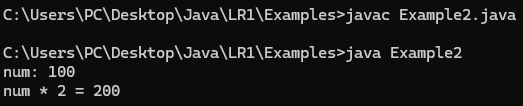 C:\Users\PC\Desktop\Java\LR1\Examples>javac Example2.java
C:\Users\PC\Desktop\Java\LR1\Examples>java Example2
num: 100
num * 2 = 200